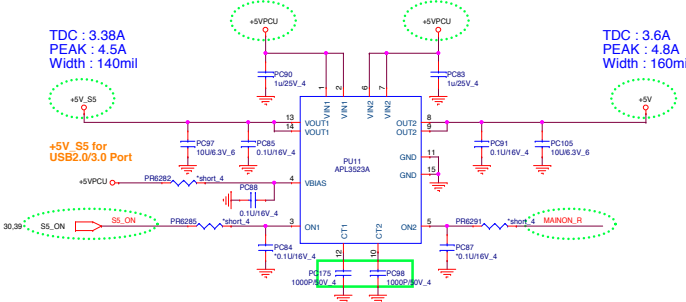 +5VPCU
+5VPCU
TDC : 3.38A
PEAK : 4.5A
Width : 140mil
TDC : 3.6A
PEAK : 4.8A
Width : 160mil
PC90
1u/25V_4
PC83
1u/25V_4
1
2
6
7
VIN1
VIN1
VIN2
VIN2
+5V_S5
+5V
13
14
VOUT1
VOUT1
OUT2
OUT2
8
9
PC97
10U/6.3V_6
PC85
0.1U/16V_4
PU11
APL3523A
PC91
0.1U/16V_4
PC105
10U/6.3V_6
+5V_S5 for
USB2.0/3.0 Port
GND
11
GND
15
+5VPCU
PR6282
*short_4
4
VBIAS
PC88
0.1U/16V_4
30,39
S5_ON
S5_ON
PR6285
*short_4
3
ON1
ON2
5
PR6291
*short_4
MAINON_R
CT1
CT2
12
10
PC84
*0.1U/16V_4
PC87
*0.1U/16V_4
PC175
1000P/50V_4
PC98
1000P/50V_4